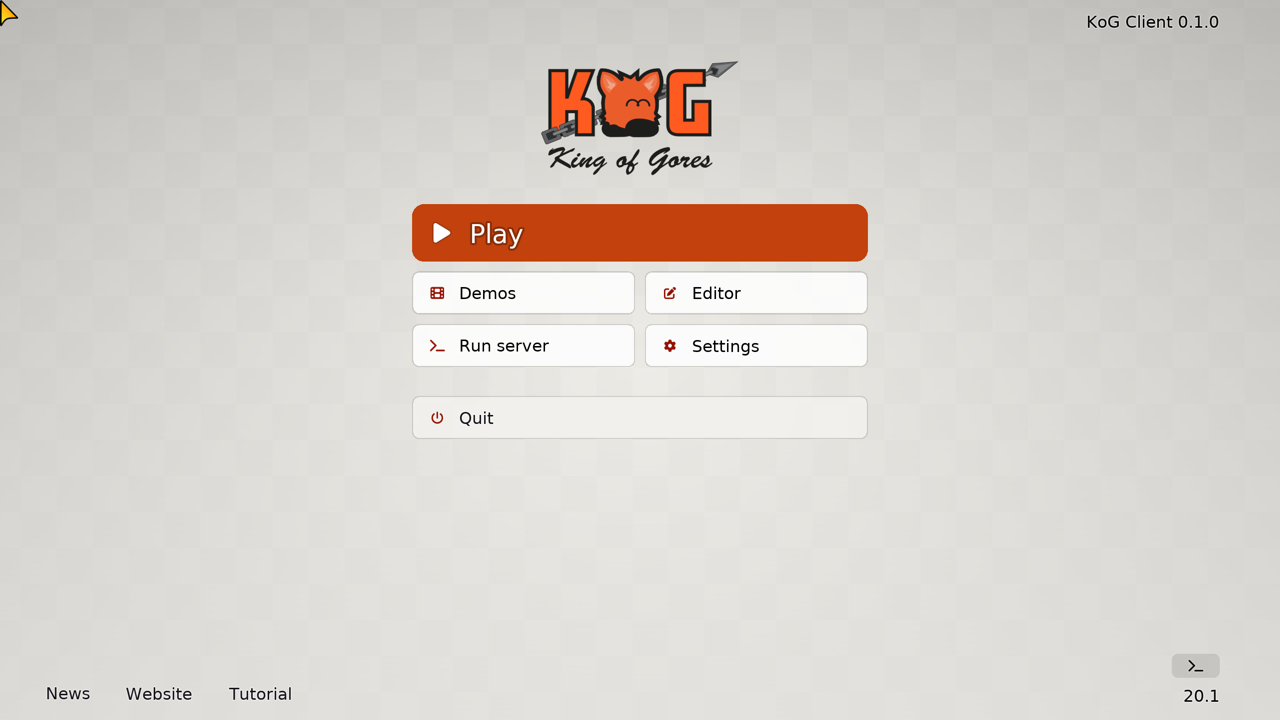 KoG Client 0.1.0
KOG
King of Gores
Play
Demos
Editor
Run server
Settings
Quit
News
Website
Tutorial
20.1